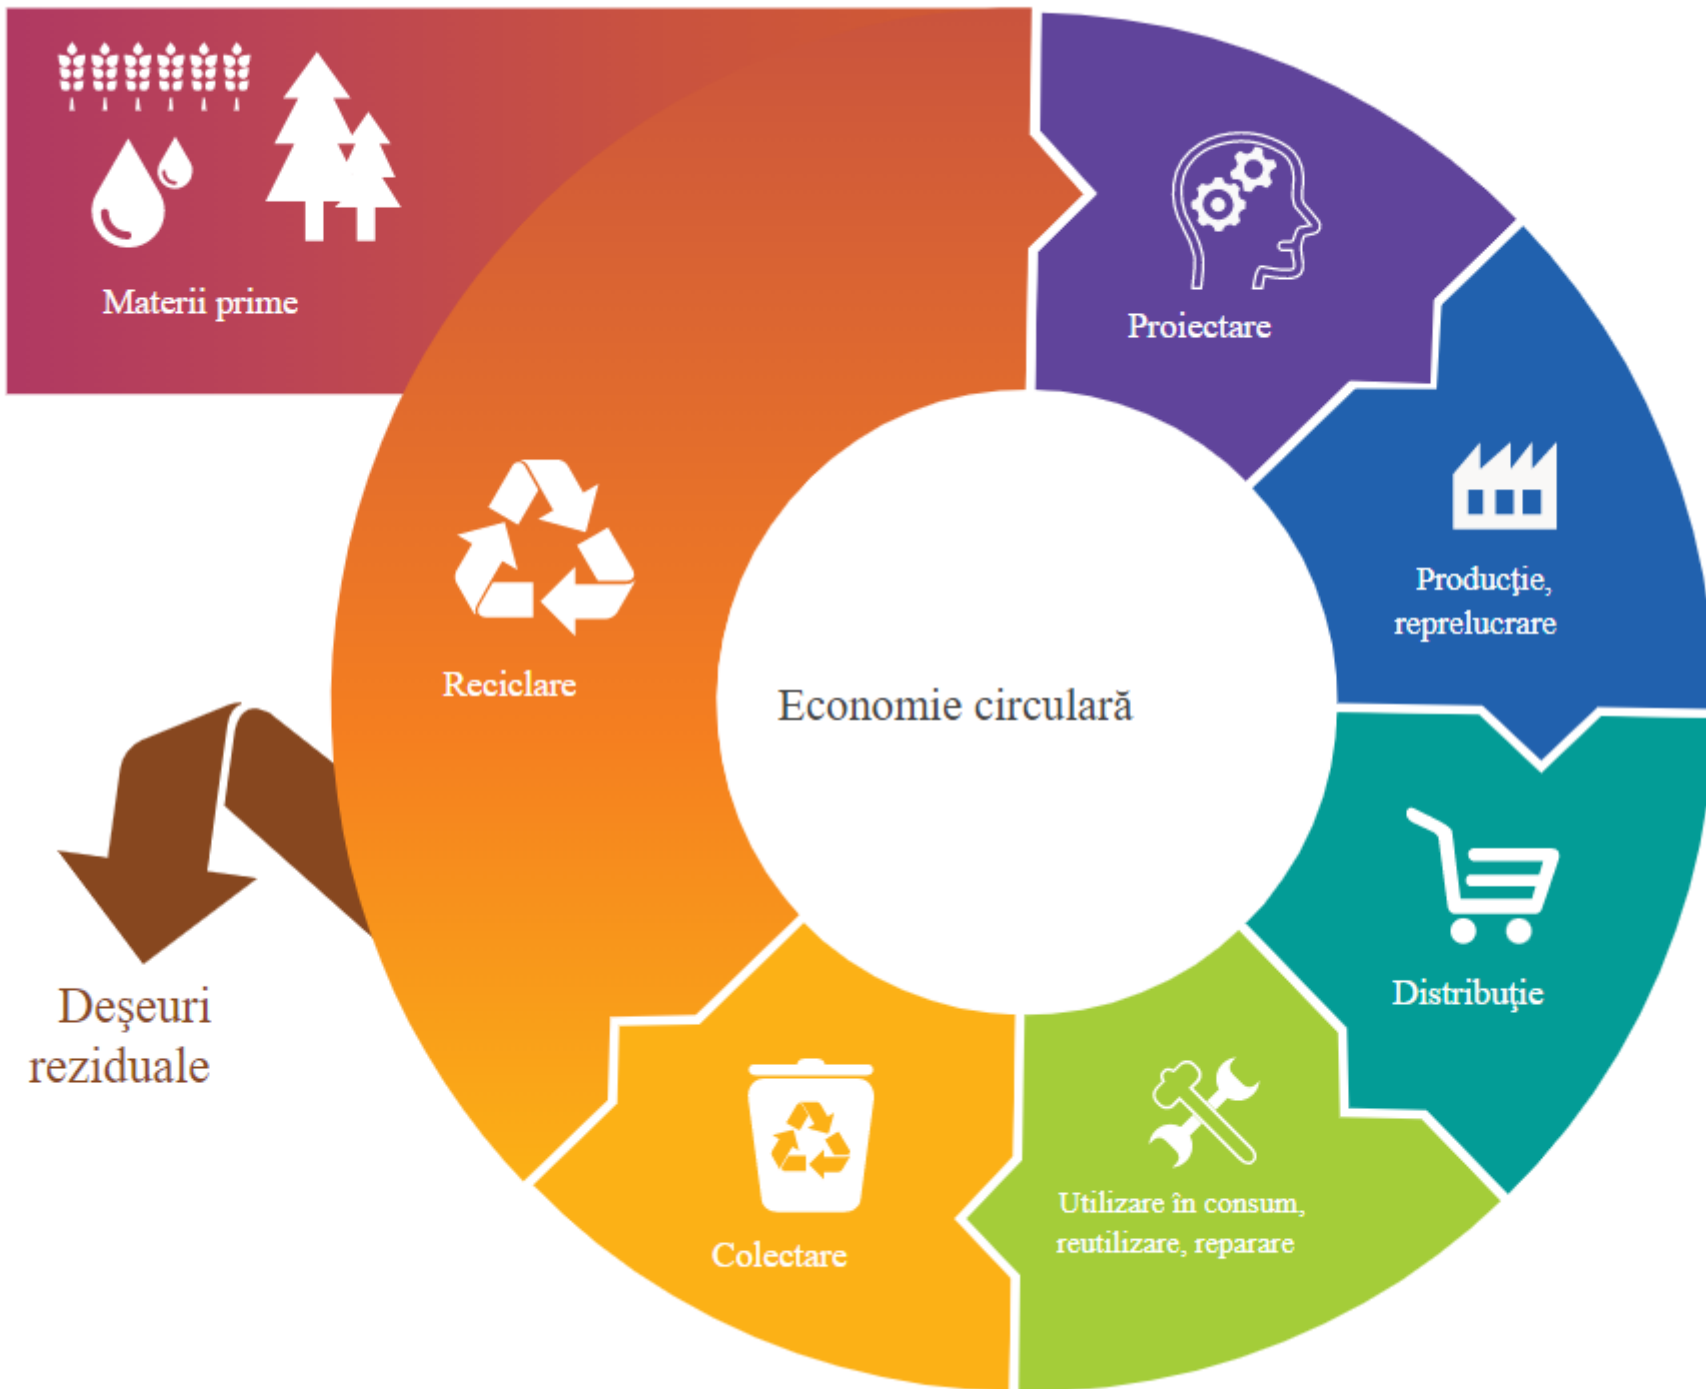 Materii prime
Proiectare
Producţie,
reprelucrare
Reciclare
Economie circulară
Distribuţie
Deşeuri
reziduale
Utilizare în consum,
reutilizare, reparare
Colectare